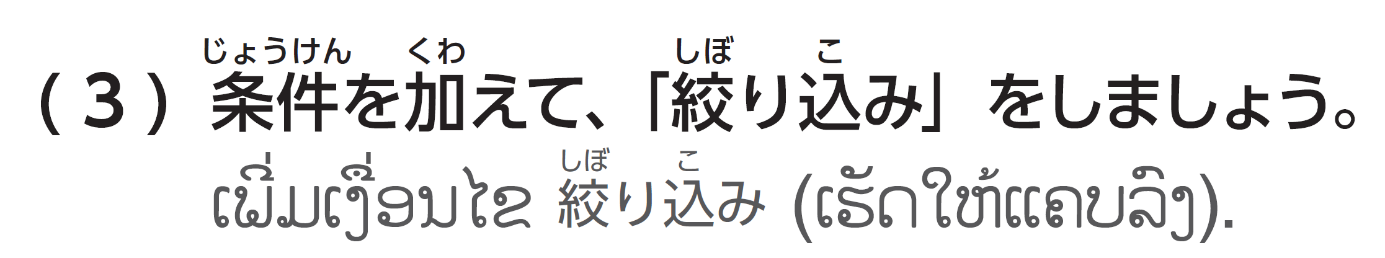 じょうけん くわ しぼ こ
(3) 条件を加えて、「絞り込み」をしましょう。
しぼ こ
ເພີ່ມເງື່ອນໄຂ 絞り込み (ເຮັດໃຫ້ແຄບລົງ).